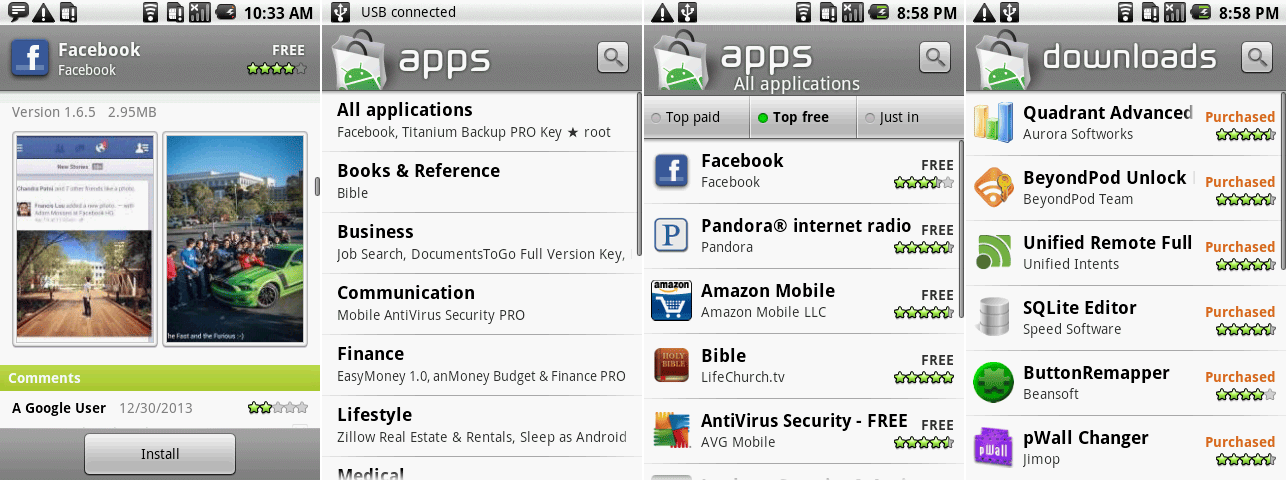 10:33 AM
Facebook
FREE
Facebook
Version 1.6.5 2.95MB
New Stories
Chandra Patni and 7 other friends like a photo.
Francis Luu added a new photo. — with
Adam Mosseri at Facebook HQ.
The Fast and the Furious :-)
Comments
A Google User 12/30/2013
Install
USB connected
apps
All applications
Facebook, Titanium Backup PRO Key ★ root
Books & Reference
Bible
Business
Job Search, DocumentsToGo Full Version Key,
Communication
Mobile AntiVirus Security PRO
Finance
EasyMoney 1.0, anMoney Budget & Finance PRO
Lifestyle
Zillow Real Estate & Rentals, Sleep as Android
Medical
8:58 PM
apps
All applications
Top paid
Top free
Just in
Facebook
FREE
Facebook
P
Pandora® internet radio
FREE
Pandora
amazon
Amazon Mobile
FREE
Amazon Mobile LLC
HOLY BIBLE
Bible
FREE
LifeChurch.tv
AntiVirus Security - FREE
FREE
AVG Mobile
8:58 PM
downloads
Quadrant Advanced
Purchased
Aurora Softworks
BeyondPod Unlock
Purchased
BeyondPod Team
Unified Remote Full
Purchased
Unified Intents
SQLite Editor
Purchased
Speed Software
ButtonRemapper
Purchased
Beansoft
pWall
pWall Changer
Purchased
Jimop